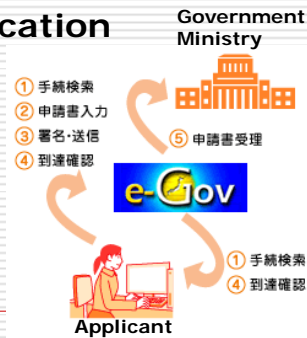 cation
Government
Ministry
① 手続検索
② 申請書入力
③ 署名・送信
④ 到達確認
⑤ 申請書受理
e-Gov
① 手続検索
④ 到達確認
Applicant